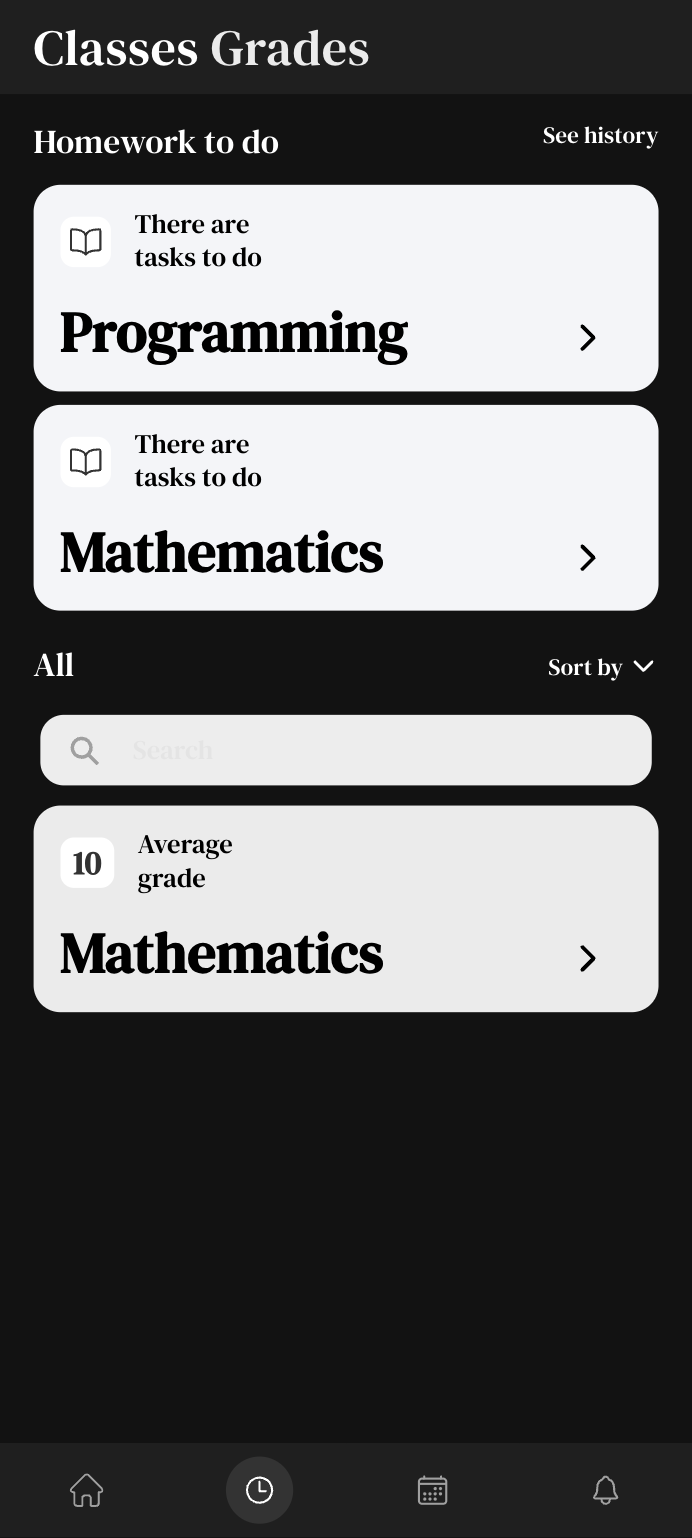 Classes Grades
Homework to do
See history
There are
tasks to do
Programming
There are
tasks to do
Mathematics
All
Sort by
Search
10
Average
grade
Mathematics